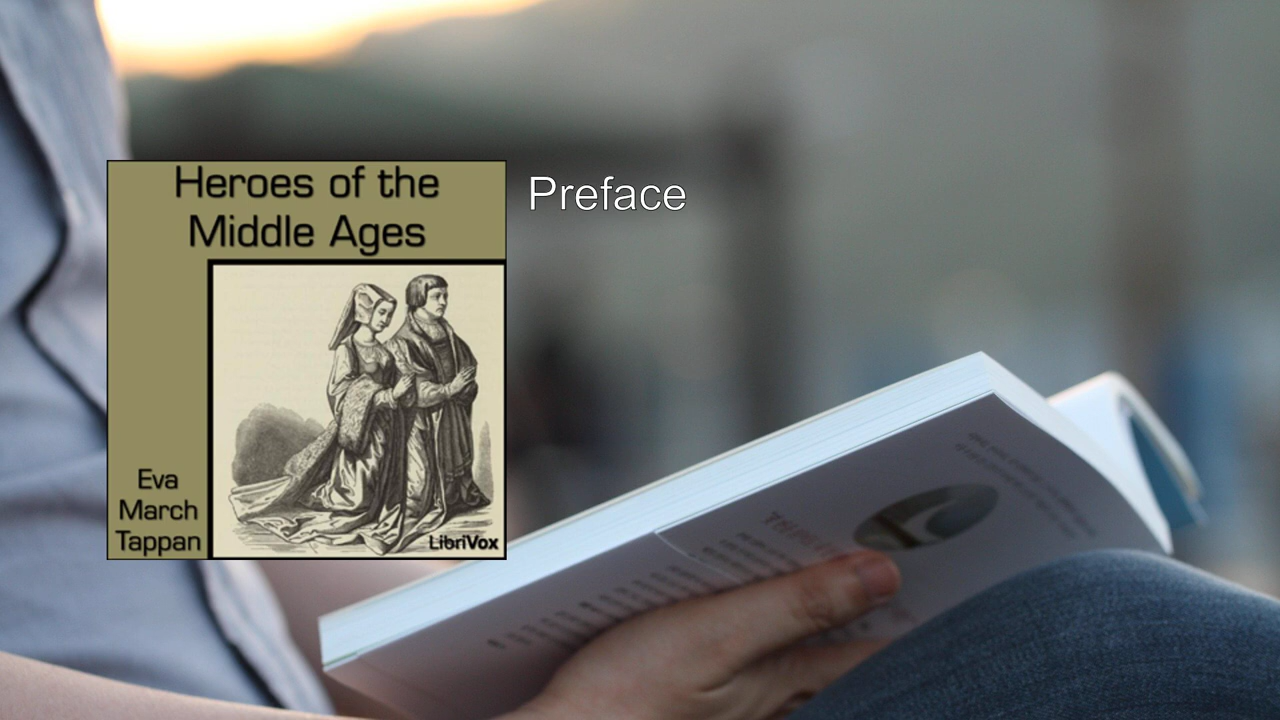 Heroes of the
Middle Ages
Preface
Eva
March
Tappan
LibriVox